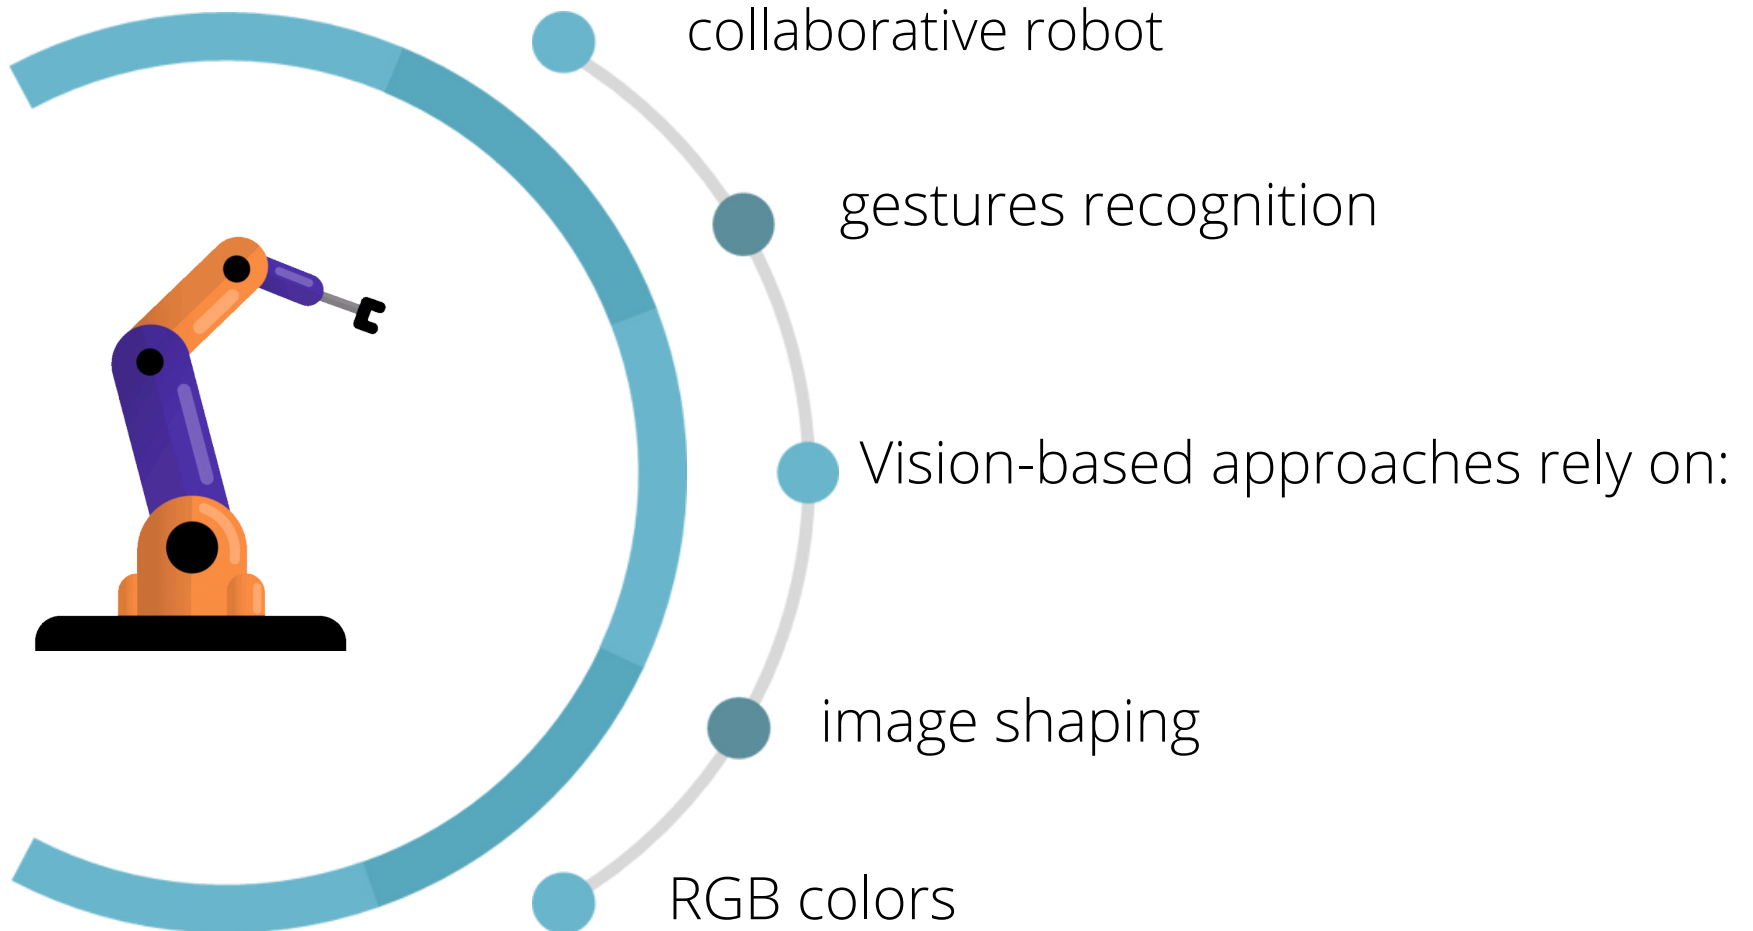 collaborative robot
gestures recognition
Vision-based approaches rely on:
image shaping
RGB colors